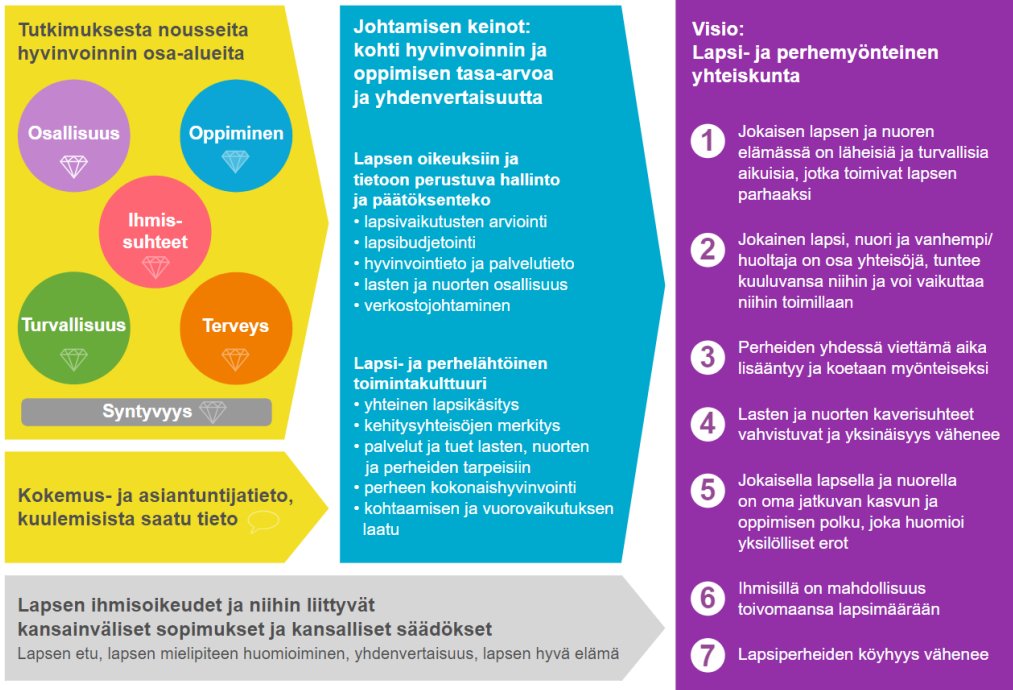 Tutkimuksesta nousseita
hyvinvoinnin osa-alueita
Osallisuus
Oppiminen
Ihmis-
suhteet
Turvallisuus
Terveys
Syntyvyys
Kokemus- ja asiantuntijatieto,
kuulemisista saatu tieto
Johtamisen keinot:
kohti hyvinvoinnin ja
oppimisen tasa-arvoa
ja yhdenvertaisuutta
Lapsen oikeuksiin ja
tietoon perustuva hallinto
ja päätöksenteko
• lapsivaikutusten arviointi
• lapsibudjetointi
• hyvinvointieto ja palvelutieto
• lasten ja nuorten osallisuus
• verkostojohtaminen
Lapsi- ja perhelähtöinen
toimintakulttuuri
• yhteinen lapsikäsitys
• kehitysyhteisöjen merkitys
• palvelut ja tuet lasten, nuorten
ja perheiden tarpeisiin
• perheen kokonaishyvinvointi
• kohtaamisen ja vuorovaikutuksen
laatu
Lapsen ihmisoikeudet ja niihin liittyvät
kansainväliset sopimukset ja kansalliset säädökset
Lapsen etu, lapsen mielipiteen huomioiminen, yhdenvertaisuus, lapsen hyvä elämä
Visio:
Lapsi- ja perhemyönteinen
yhteiskunta
1 Jokaisen lapsen ja nuoren
elämässä on läheisiä ja turvallisia
aikuisia, jotka toimivat lapsen
parhaaksi
2 Jokainen lapsi, nuori ja vanhempi/
huoltaja on osa yhteisöjä, tuntee
kuuluvansa niihin ja voi vaikuttaa
niihin toimillaan
3 Perheiden yhdessä viettämä aika
lisääntyy ja koetaan myönteiseksi
4 Lasten ja nuorten kaverisuhteet
vahvistuvat ja yksinäisyys vähenee
5 Jokaisella lapsella ja nuorella
on oma jatkuvan kasvun ja
oppimisen polku, joka huomioi
yksilölliset erot
6 Ihmisillä on mahdollisuus
toivomaansa lapsimäärään
7 Lapsiperheiden köyhyys vähenee